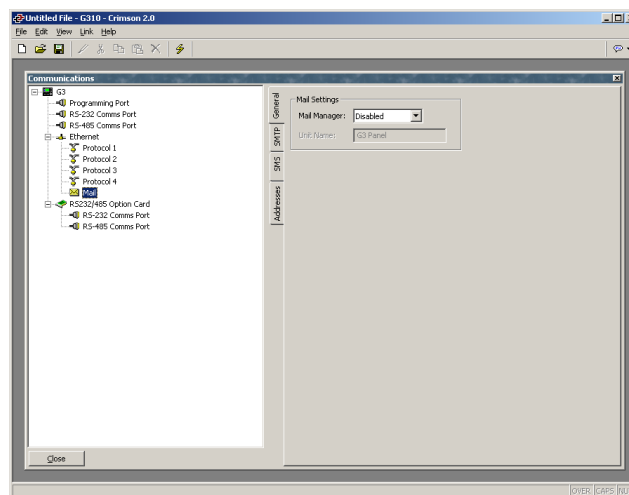 Untitled File - G310 - Crimson 2.0
File Edit View Link Help
Communications
G3
Programming Port
RS-232 Comms Port
RS-485 Comms Port
Ethernet
Protocol 1
Protocol 2
Protocol 3
Protocol 4
Mail
RS232/485 Option Card
RS-232 Comms Port
RS-485 Comms Port
General
SMTP
SMS
Addresses
Mail Settings
Mail Manager: Disabled
Unit Name: G3 Panel
Close
OVER CAPS NU